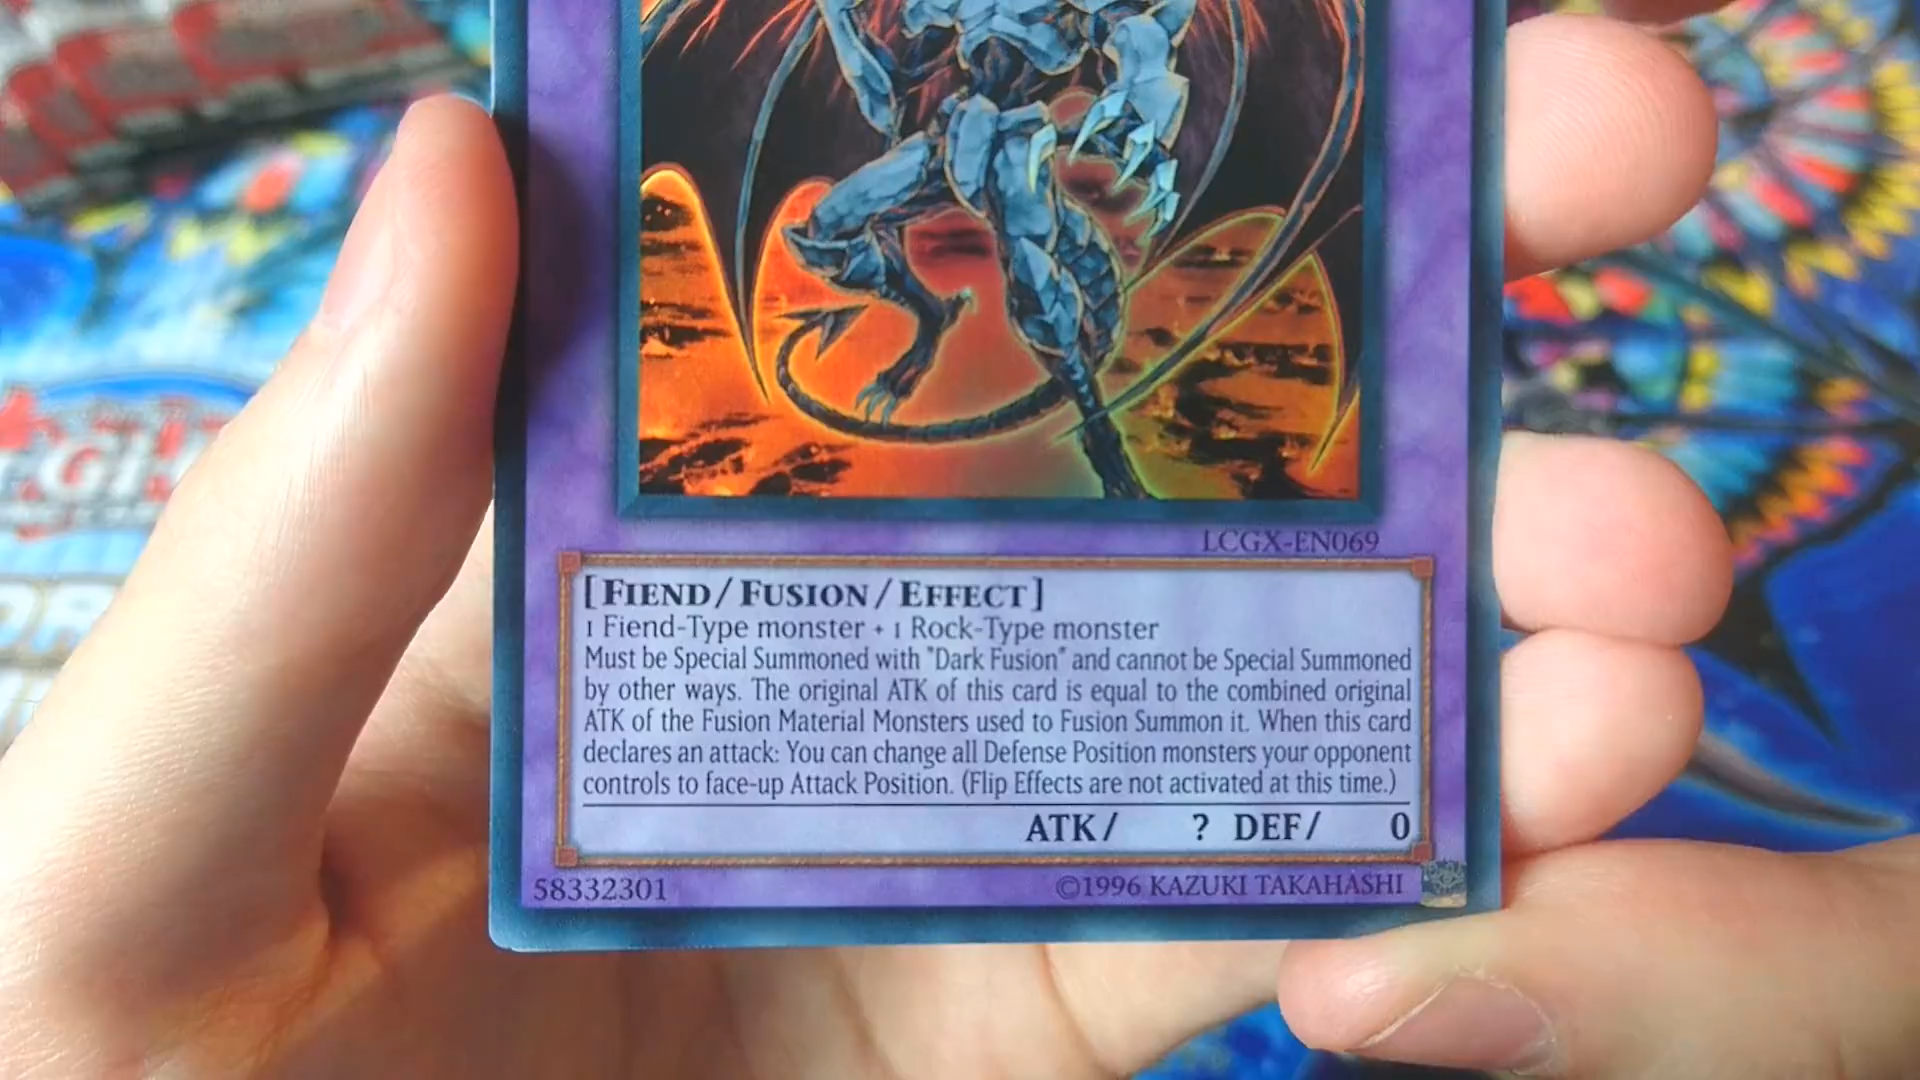 LCGX-EN069
[FIEND/FUSION/EFFECT]
1 Fiend-Type monster + 1 Rock-Type monster
Must be Special Summoned with "Dark Fusion" and cannot be Special Summoned
by other ways. The original ATK of this card is equal to the combined original
ATK of the Fusion Material Monsters used to Fusion Summon it. When this card
declares an attack: You can change all Defense Position monsters your opponent
controls to face-up Attack Position. (Flip Effects are not activated at this time.)
ATK/ ? DEF/ 0
58332301 ©1996 KAZUKI TAKAHASHI